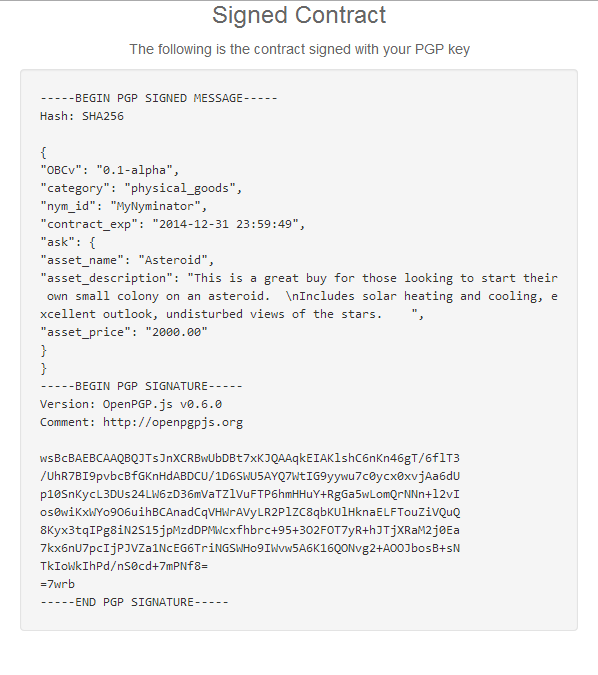 Signed Contract
The following is the contract signed with your PGP key
-----BEGIN PGP SIGNED MESSAGE-----
Hash: SHA256
{
"OBCv": "0.1-alpha",
"category": "physical_goods",
"nym_id": "MyNyminator",
"contract_exp": "2014-12-31 23:59:49",
"ask": {
"asset_name": "Asteroid",
"asset_description": "This is a great buy for those looking to start their
own small colony on an asteroid.  \nIncludes solar heating and cooling, e
xcellent outlook, undisturbed views of the stars.    ",
"asset_price": "2000.00"
}
}
-----BEGIN PGP SIGNATURE-----
Version: OpenPGP.js v0.6.0
Comment: http://openpgpjs.org
wsBcBAEBCAAQBQJTsJnXCRBwUbDBt7xKJQAAqkEIAKlshC6nKn46gT/6flT3
/UhR7BI9pvbcBfGKnHdABDCU/1D6SWU5AYQ7WtIG9yywu7c0ycx0xvjAa6dU
p10SnKycL3DUs24LW6zD36mVaTZlVuFTP6hmHHuY+RgGa5wLomQrNNn+l2vI
os0wiKxWYo9O6uihBCAnadCqVHWrAVyLR2PlZC8qbKUlHknaELFTouZiVQuQ
8Kyx3tqIPg8iN2S15jpMzdDPMWcxfhbrc+95+3O2FOT7yR+hJTjXRaM2j0Ea
7kx6nU7pcIjPJVZa1NcEG6TriNGSWHo9IWvw5A6K16QONvg2+AOOJbosB+sN
TkIoWkIhPd/nS0cd+7mPNf8=
=7wrb
-----END PGP SIGNATURE-----